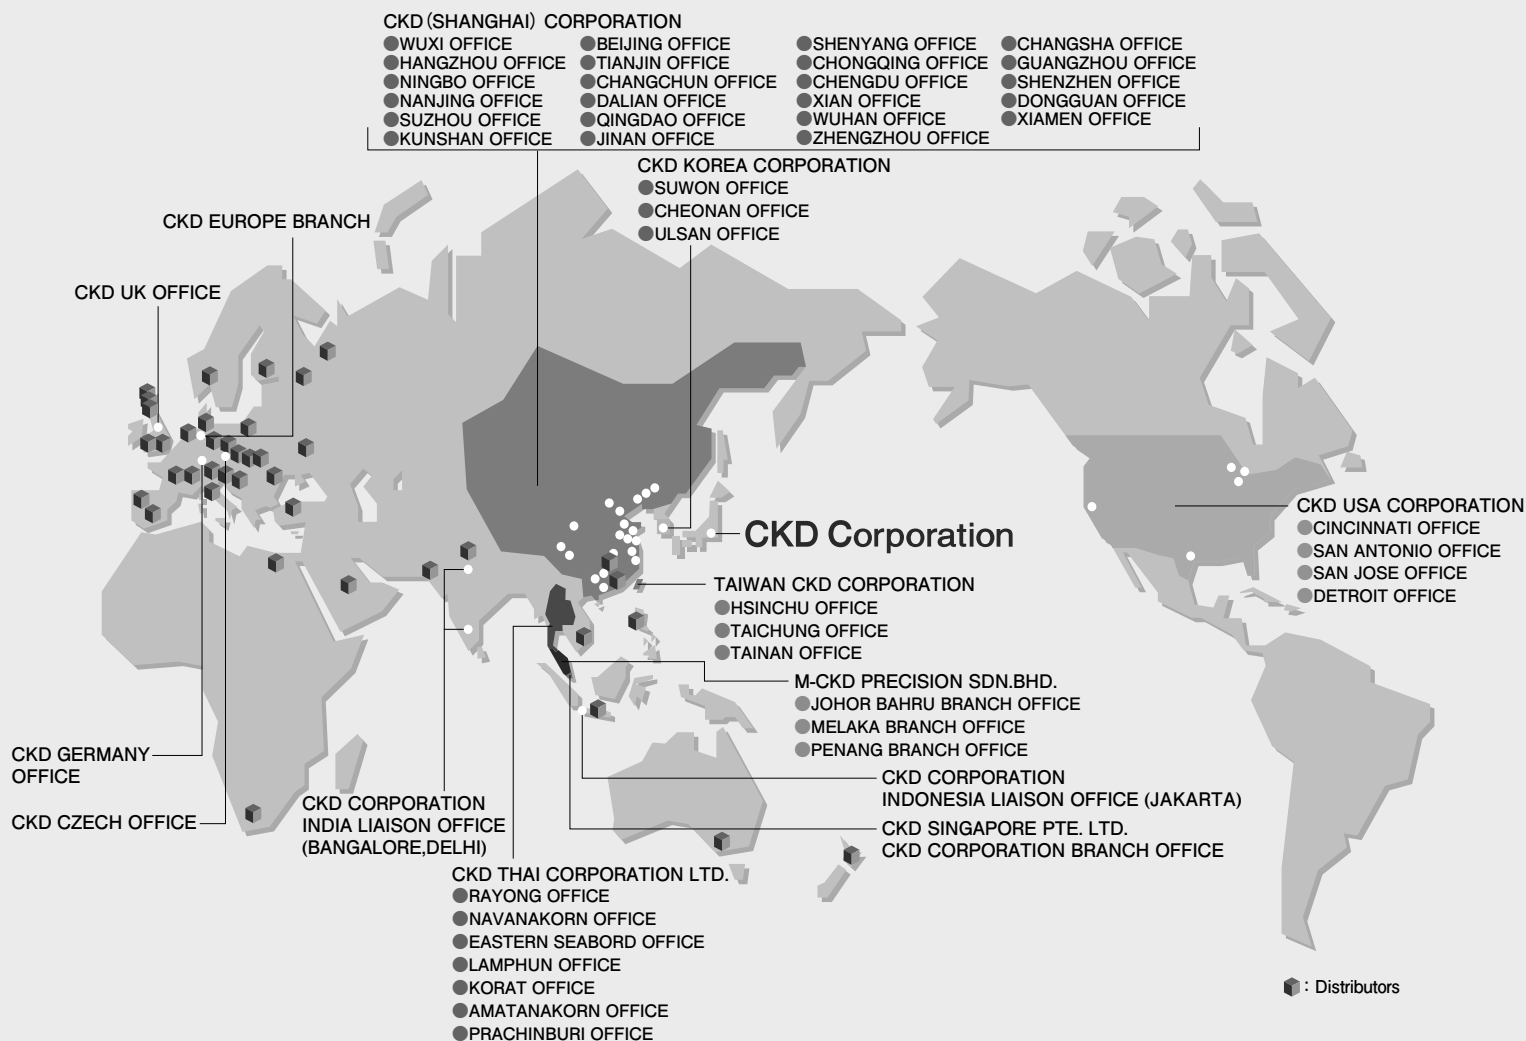 CKD (SHANGHAI) CORPORATION
●WUXI OFFICE
●HANGZHOU OFFICE
●NINGBO OFFICE
●NANJING OFFICE
●SUZHOU OFFICE
●KUNSHAN OFFICE
●BEIJING OFFICE
●TIANJIN OFFICE
●CHANGCHUN OFFICE
●DALIAN OFFICE
●QINGDAO OFFICE
●JINAN OFFICE
●SHENYANG OFFICE
●CHONGQING OFFICE
●CHENGDU OFFICE
●XIAN OFFICE
●WUHAN OFFICE
●ZHENGZHOU OFFICE
●CHANGSHA OFFICE
●GUANGZHOU OFFICE
●SHENZHEN OFFICE
●DONGGUAN OFFICE
●XIAMEN OFFICE
CKD KOREA CORPORATION
●SUWON OFFICE
●CHEONAN OFFICE
●ULSAN OFFICE
CKD EUROPE BRANCH
CKD UK OFFICE
CKD Corporation
CKD USA CORPORATION
●CINCINNATI OFFICE
●SAN ANTONIO OFFICE
●SAN JOSE OFFICE
●DETROIT OFFICE
TAIWAN CKD CORPORATION
●HSINCHU OFFICE
●TAICHUNG OFFICE
●TAINAN OFFICE
M-CKD PRECISION SDN.BHD.
●JOHOR BAHRU BRANCH OFFICE
●MELAKA BRANCH OFFICE
●PENANG BRANCH OFFICE
CKD GERMANY
OFFICE
CKD CZECH OFFICE
CKD CORPORATION
INDIA LIAISON OFFICE
(BANGALORE,DELHI)
CKD CORPORATION
INDONESIA LIAISON OFFICE (JAKARTA)
CKD SINGAPORE PTE. LTD.
CKD CORPORATION BRANCH OFFICE
CKD THAI CORPORATION LTD.
●RAYONG OFFICE
●NAVANAKORN OFFICE
●EASTERN SEABORD OFFICE
●LAMPHUN OFFICE
●KORAT OFFICE
●AMATANAKORN OFFICE
●PRACHINBURI OFFICE
: Distributors